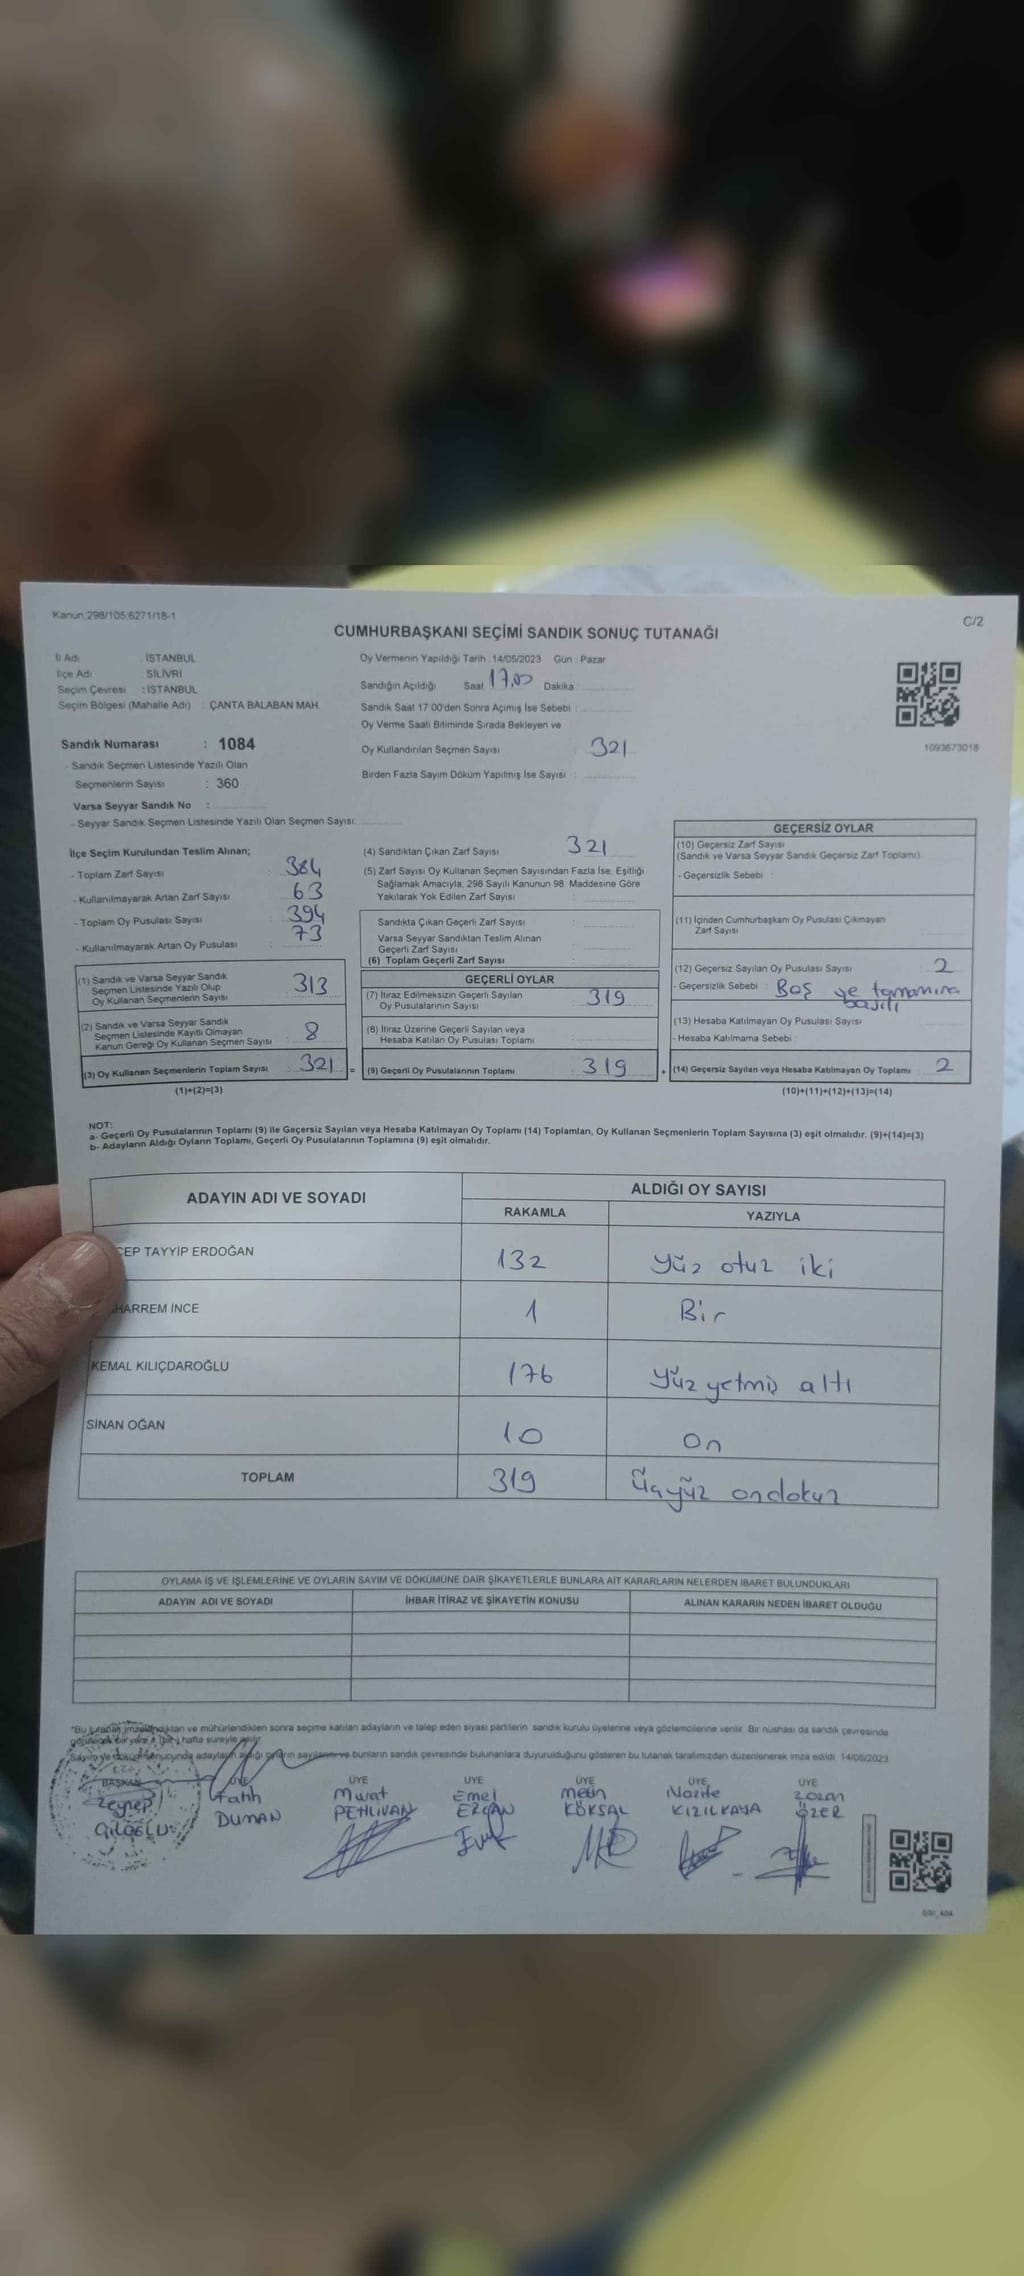 Kanun:298/105,6271/18-1
C/2
CUMHURBAŞKANI SEÇİMİ SANDIK SONUÇ TUTANAĞI
İl Adı : İSTANBUL
İlçe Adı : SİLİVRİ
Seçim Çevresi : İSTANBUL
Seçim Bölgesi (Mahalle Adı) : ÇANTA BALABAN MAH.
Sandık Numarası : 1084
- Sandık Seçmen Listesinde Yazılı Olan
Seçmenlerin Sayısı : 360
Varsa Seyyar Sandık No :
- Seyyar Sandık Seçmen Listesinde Yazılı Olan Seçmen Sayısı:
Oy Vermenin Yapıldığı Tarih :14/05/2023 Gün : Pazar
Sandığın Açıldığı Saat 17.00 Dakika
Sandık Saat 17:00'den Sonra Açımış İse Sebebi :
Oy Verme Saati Bitiminde Sırada Bekleyen ve
Oy Kullandırılan Seçmen Sayısı : 321
Birden Fazla Sayım Döküm Yapılmış İse Sayısı :
1093673018
İlçe Seçim Kurulundan Teslim Alınan;
- Toplam Zarf Sayısı : 384
- Kullanılmayarak Artan Zarf Sayısı : 63
- Toplam Oy Pusulası Sayısı : 394
- Kullanılmayarak Artan Oy Pusulası : 73
(1) Sandık ve Varsa Seyyar Sandık
Seçmen Listesinde Yazılı Olup
Oy Kullanan Seçmenlerin Sayısı 313
(2) Sandık ve Varsa Seyyar Sandık
Seçmen Listesinde Kayıtlı Olmayan
Kanun Gereği Oy Kullanan Seçmen Sayısı 8
(3) Oy Kullanan Seçmenlerin Toplam Sayısı 321 =
(1)+(2)=(3)
(4) Sandıktan Çıkan Zarf Sayısı 321
(5) Zarf Sayısı Oy Kullanan Seçmen Sayısından Fazla İse, Eşitliği
Sağlamak Amacıyla, 298 Sayılı Kanunun 98. Maddesine Göre
Yakılarak Yok Edilen Zarf Sayısı
Sandıkta Çıkan Geçerli Zarf Sayısı
Varsa Seyyar Sandıktan Teslim Alınan
Geçerli Zarf Sayısı
(6) Toplam Geçerli Zarf Sayısı
GEÇERLİ OYLAR
(7) İtiraz Edilmeksizin Geçerli Sayılan
Oy Pusulalarının Sayısı 319
(8) İtiraz Üzerine Geçerli Sayılan veya
Hesaba Katılan Oy Pusulası Toplamı
(9) Geçerli Oy Pusulalarının Toplamı 319 +
GEÇERSİZ OYLAR
(10) Geçersiz Zarf Sayısı
(Sandık ve Varsa Seyyar Sandık Geçersiz Zarf Toplamı)
- Geçersizlik Sebebi :
(11) İçinden Cumhurbaşkanı Oy Pusulası Çıkmayan
Zarf Sayısı
(12) Geçersiz Sayılan Oy Pusulası Sayısı 2
- Geçersizlik Sebebi : Boş ve tamamına
basılı
(13) Hesaba Katılmayan Oy Pusulası Sayısı
- Hesaba Katılmama Sebebi :
(14) Geçersiz Sayılan veya Hesaba Katılmayan Oy Toplamı 2
(10)+(11)+(12)+(13)=(14)
NOT:
a- Geçerli Oy Pusulalarının Toplamı (9) ile Geçersiz Sayılan veya Hesaba Katılmayan Oy Toplamı (14) Toplamları, Oy Kullanan Seçmenlerin Toplam Sayısına (3) eşit olmalıdır. (9)+(14)=(3)
b- Adayların Aldığı Oyların Toplamı, Geçerli Oy Pusulalarının Toplamına (9) eşit olmalıdır.
ADAYIN ADI VE SOYADI ALDIĞI OY SAYISI
RAKAMLA YAZIYLA
CEP TAYYİP ERDOĞAN 132 Yüz otuz iki
HARREM İNCE 1 Bir
KEMAL KILIÇDAROĞLU 176 Yüz yetmiş altı
SİNAN OĞAN 10 On
TOPLAM 319 Üçyüz ondokuz
OYLAMA İŞ VE İŞLEMLERİNE VE OYLARIN SAYIM VE DÖKÜMÜNE DAİR ŞİKAYETLERLE BUNLARA AİT KARARLARIN NELERDEN İBARET BULUNDUKLARI
ADAYIN ADI VE SOYADI İHBAR İTİRAZ VE ŞİKAYETİN KONUSU ALINAN KARARIN NEDEN İBARET OLDUĞU
*Bu tutanak imzalandıktan ve mühürlendikten sonra seçime katılan adayların ve talep eden siyasi partilerin sandık kurulu üyelerine veya gözlemcilerine verilir. Bir nüshası da sandık çevresinde
görülecek bir yere 1 (bir) hafta süreyle asılır.
Sayım ve döküm sonucunda adayların aldığı oyların sayılarını ve bunların sandık çevresinde bulunanlara duyurulduğunu gösteren bu tutanak tarafımızdan düzenlenerek imza edildi. 14/05/2023
BAŞKAN ÜYE ÜYE ÜYE ÜYE ÜYE ÜYE
Zeynep Fatih Murat Emel Metin Nazife Ozan
DUMAN PEHLİVAN ERCAN KÖKSAL KIZILKAYA ÖZER